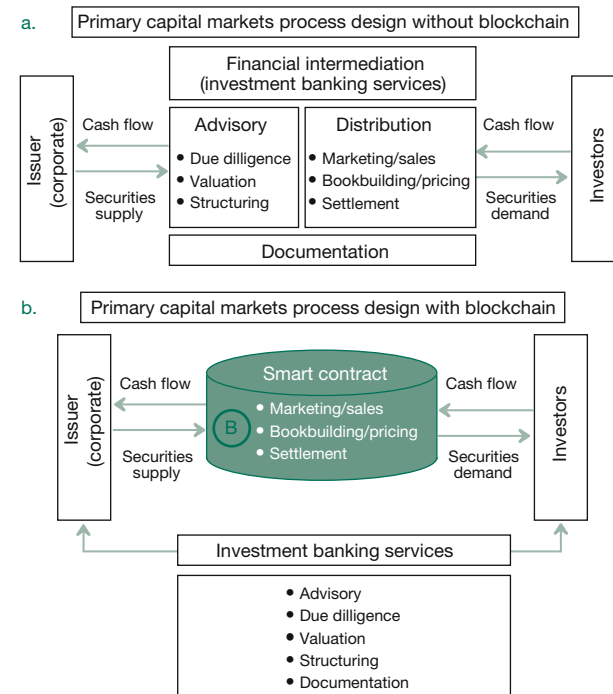 a.
Primary capital markets process design without blockchain
Financial intermediation
(investment banking services)
Issuer
(corporate)
Cash flow
Securities
supply
Advisory
• Due dilligence
• Valuation
• Structuring
Distribution
• Marketing/sales
• Bookbuilding/pricing
• Settlement
Cash flow
Securities
demand
Investors
Documentation
b.
Primary capital markets process design with blockchain
Issuer
(corporate)
Cash flow
Securities
supply
Smart contract
B
• Marketing/sales
• Bookbuilding/pricing
• Settlement
Cash flow
Securities
demand
Investors
Investment banking services
• Advisory
• Due dilligence
• Valuation
• Structuring
• Documentation